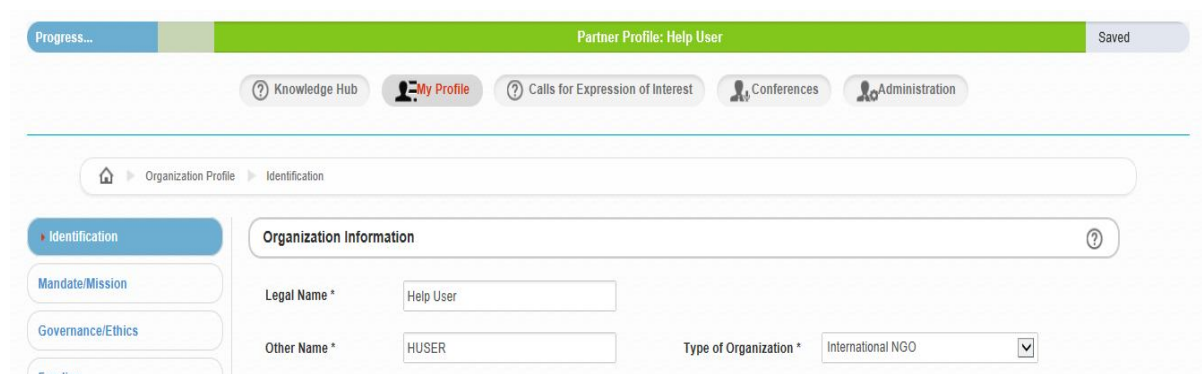 Progress... Partner Profile: Help User Saved
Knowledge Hub My Profile Calls for Expression of Interest Conferences Administration
Organization Profile Identification
Identification
Organization Information
Mandate/Mission
Legal Name * Help User
Governance/Ethics
Other Name * HUSER Type of Organization * International NGO